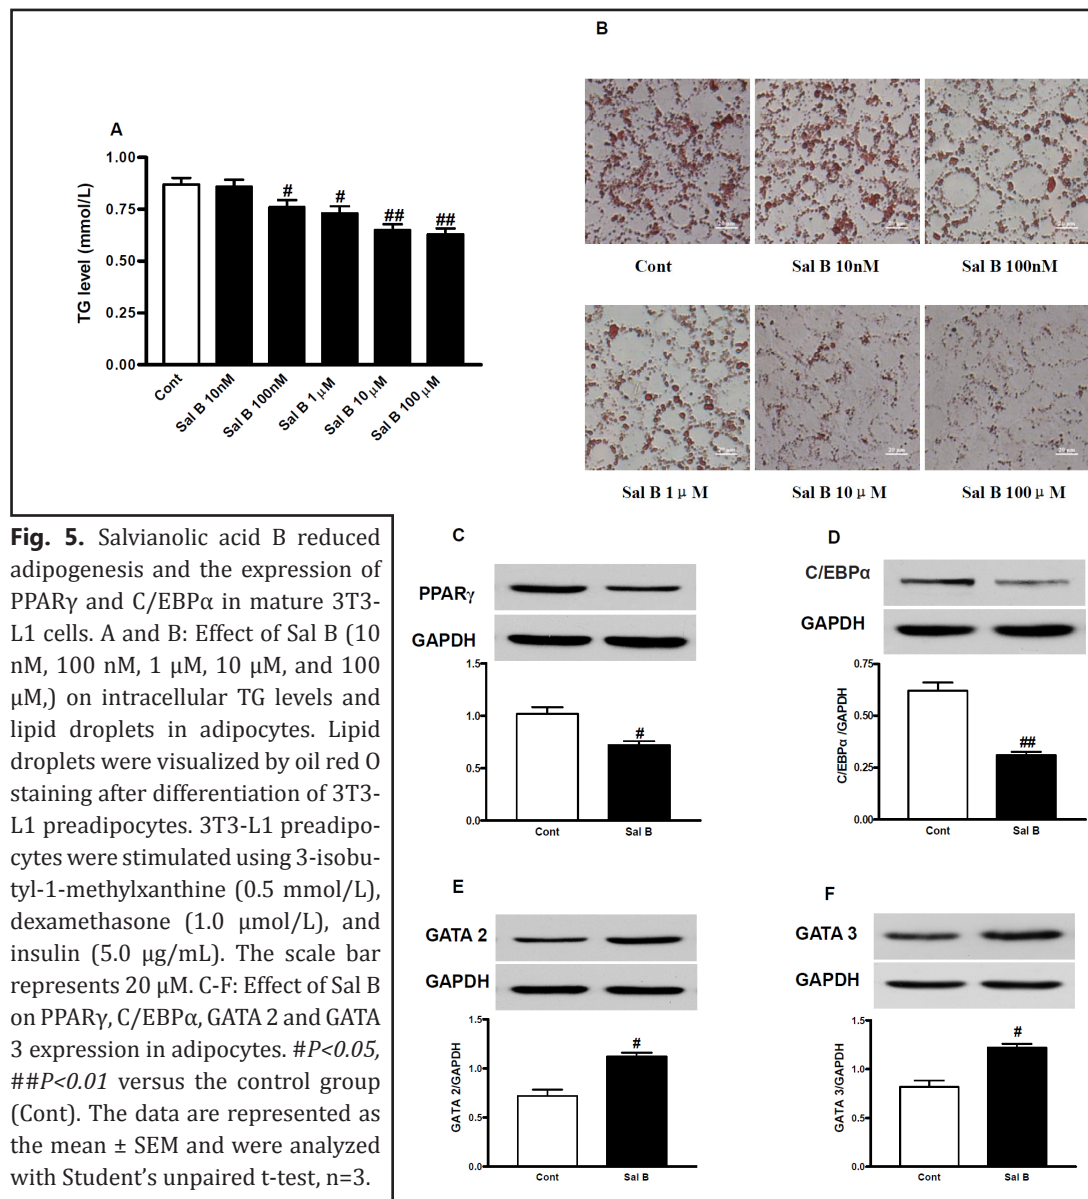 B
A
1.00
0.75
0.50
0.25
0.00
TG level (mmol/L)
#
#
##
##
Cont
Sal B 10nM
Sal B 100nM
Sal B 1 μM
Sal B 10 μM
Sal B 100 μM
Cont
Sal B 10nM
Sal B 100nM
20 μm
20 μm
Sal B 1 μ M
Sal B 10 μ M
Sal B 100 μ M
Fig. 5. Salvianolic acid B reduced
adipogenesis and the expression of
PPARγ and C/EBPα in mature 3T3-
L1 cells. A and B: Effect of Sal B (10
nM, 100 nM, 1 μM, 10 μM, and 100
μM,) on intracellular TG levels and
lipid droplets in adipocytes. Lipid
droplets were visualized by oil red O
staining after differentiation of 3T3-
L1 preadipocytes. 3T3-L1 preadipo-
cytes were stimulated using 3-isobu-
tyl-1-methylxanthine (0.5 mmol/L),
dexamethasone (1.0 μmol/L), and
insulin (5.0 μg/mL). The scale bar
represents 20 μM. C-F: Effect of Sal B
on PPARγ, C/EBPα, GATA 2 and GATA
3 expression in adipocytes. #P<0.05,
##P<0.01 versus the control group
(Cont). The data are represented as
the mean ± SEM and were analyzed
with Student's unpaired t-test, n=3.
C
PPARγ
GAPDH
1.5
1.0
0.5
0.0
#
Cont
Sal B
D
C/EBPα
GAPDH
0.75
0.50
0.25
0.00
C/EBPα /GAPDH
##
Cont
Sal B
E
GATA 2
GAPDH
1.5
1.0
0.5
0.0
GATA 2/GAPDH
#
Cont
Sal B
F
GATA 3
GAPDH
1.5
1.0
0.5
0.0
GATA 3/GAPDH
#
Cont
Sal B